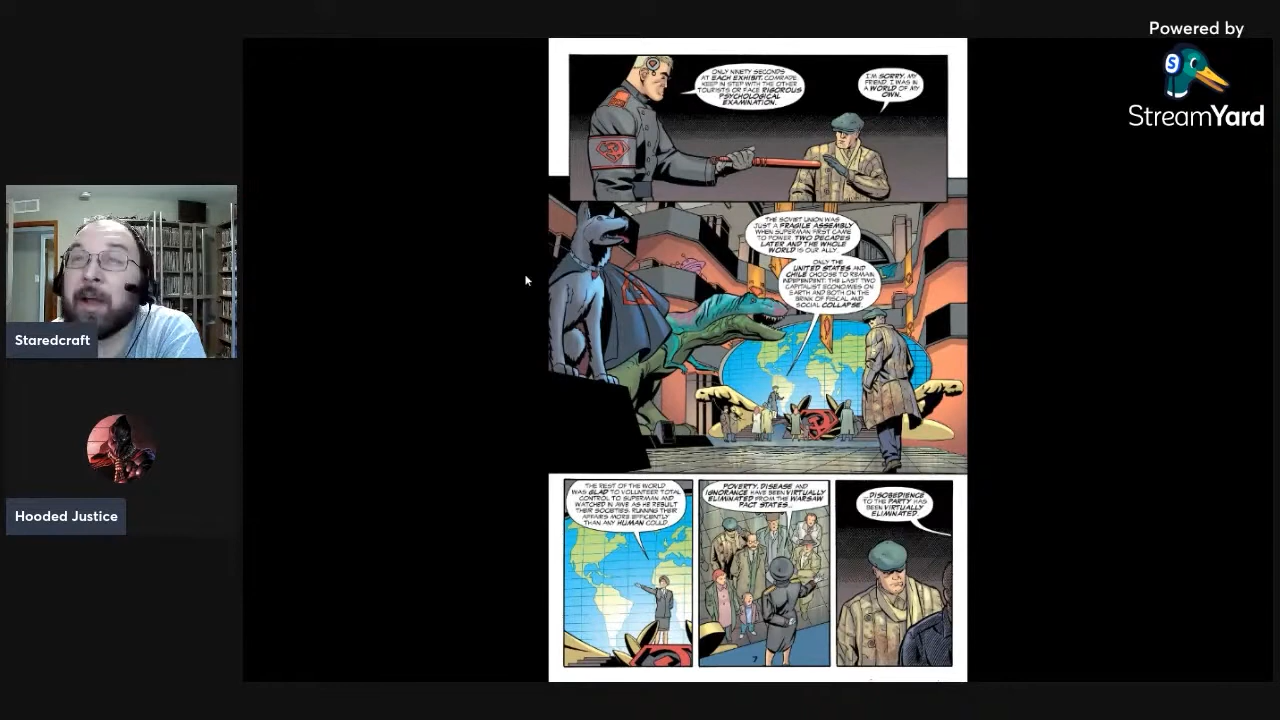 Powered by
S
StreamYard
ONLY NINETY SECONDS
AT EACH EXHIBIT, COMRADE.
KEEP IN STEP WITH THE OTHER
TOURISTS OR FACE RIGOROUS
PSYCHOLOGICAL
EXAMINATION.
I'M SORRY, MY
FRIEND. I WAS IN
A WORLD OF MY
OWN.
THE SOVIET UNION WAS
JUST A FRAGILE ASSEMBLY
WHEN SUPERMAN FIRST CAME
TO POWER. TWO DECADES
LATER AND THE WHOLE
WORLD IS OUR ALLY.
ONLY THE
UNITED STATES AND
CHILE CHOOSE TO REMAIN
INDEPENDENT: THE LAST TWO
CAPITALIST ECONOMIES ON
EARTH AND BOTH ON THE
BRINK OF FISCAL AND
SOCIAL COLLAPSE.
Staredcraft
Hooded Justice
THE REST OF THE WORLD
WAS GLAD TO VOLUNTEER TOTAL
CONTROL TO SUPERMAN AND
WATCHED IN AWE AS HE REBUILT
THEIR SOCIETIES, RUNNING THEIR
AFFAIRS MORE EFFICIENTLY
THAN ANY HUMAN COULD.
POVERTY, DISEASE AND
IGNORANCE HAVE BEEN VIRTUALLY
ELIMINATED FROM THE WARSAW
PACT STATES...
...DISOBEDIENCE
TO THE PARTY HAS
BEEN VIRTUALLY
ELIMINATED.
7